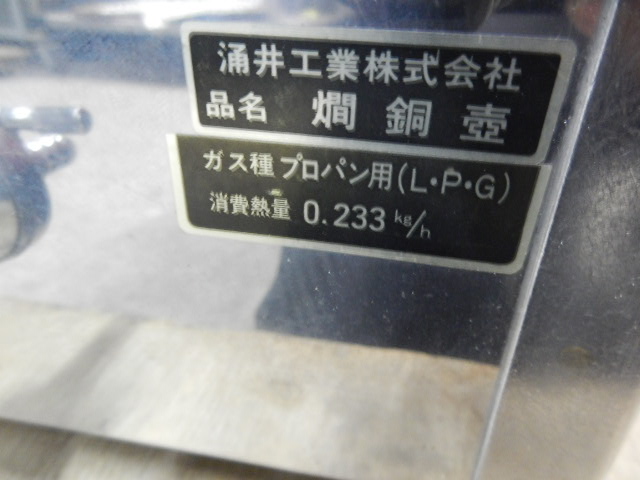 涌井工業株式会社
品名 燗銅壺
ガス種 プロパン用(L・P・G)
消費熱量 0.233 kg/h